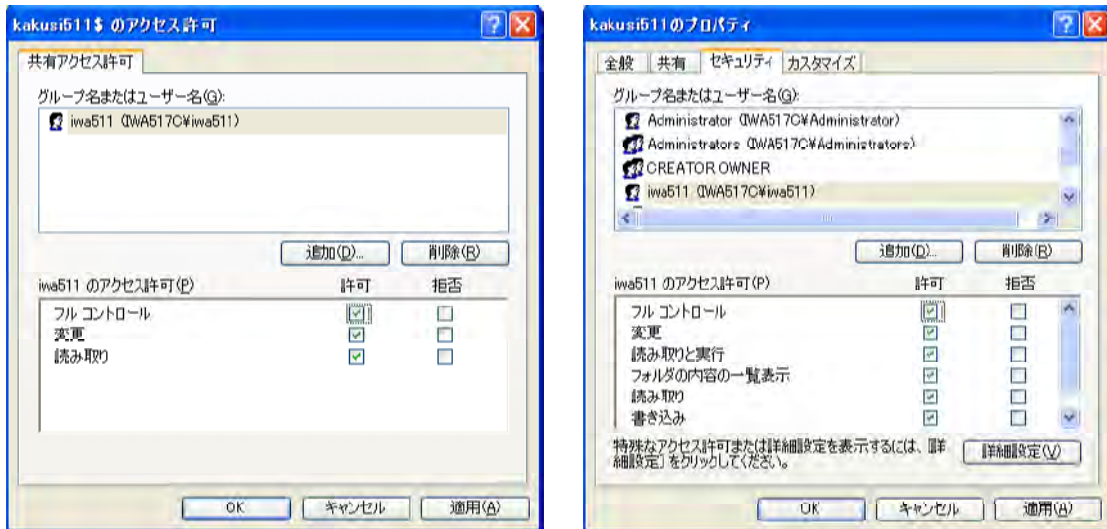 kakusi511$ のアクセス許可
共有アクセス許可
グループ名またはユーザー名(G):
iwa511 (IWA517C¥iwa511)
追加(D)...
削除(R)
iwa511 のアクセス許可(P)
許可
拒否
フル コントロール
変更
読み取り
OK
キャンセル
適用(A)
kakusi511のプロパティ
全般
共有
セキュリティ
カスタマイズ
グループ名またはユーザー名(G):
Administrator (IWA517C¥Administrator)
Administrators (IWA517C¥Administrators)
CREATOR OWNER
iwa511 (IWA517C¥iwa511)
追加(D)...
削除(R)
iwa511 のアクセス許可(P)
許可
拒否
フル コントロール
変更
読み取りと実行
フォルダの内容の一覧表示
読み取り
書き込み
特殊なアクセス許可または詳細設定を表示するには、[詳
細設定] をクリックしてください。
詳細設定(V)
OK
キャンセル
適用(A)